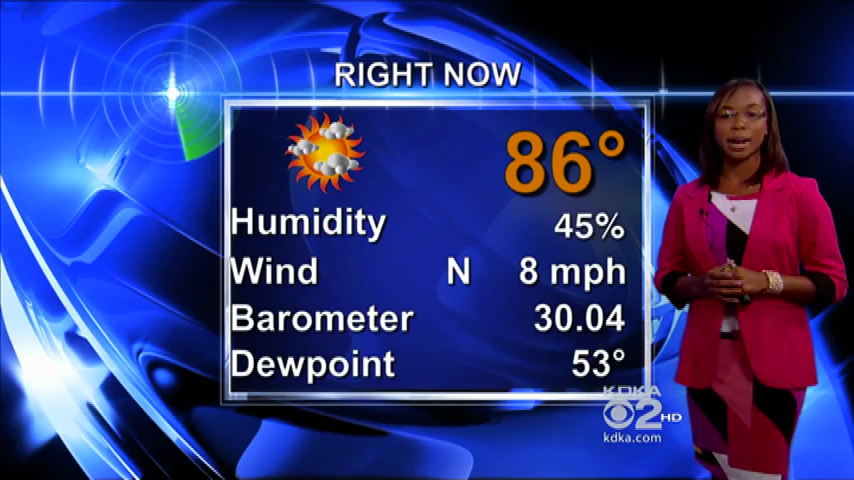 RIGHT NOW
86°
Humidity 45%
Wind N 8 mph
Barometer 30.04
Dewpoint 53°
KDKA
2 HD
kdka.com